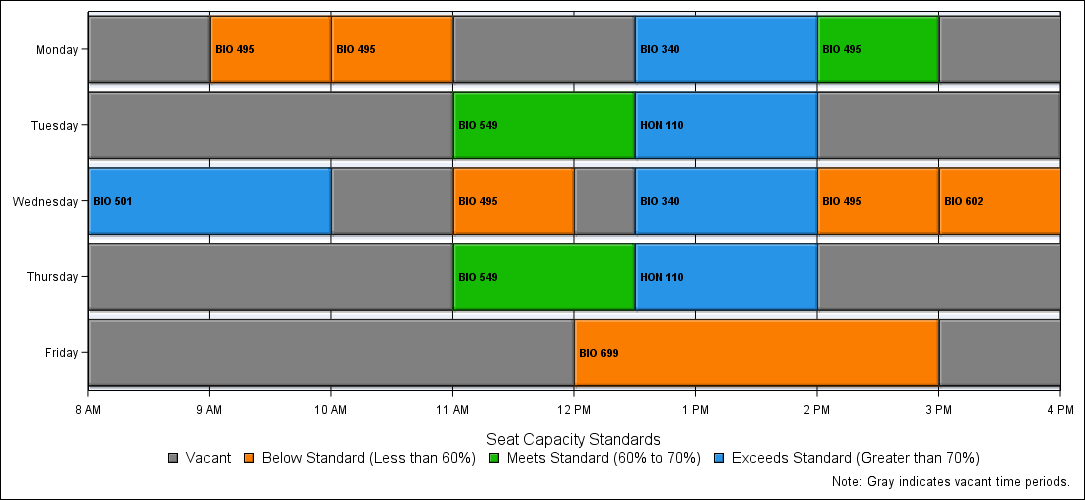 Monday BIO 495 BIO 495 BIO 340 BIO 495
Tuesday BIO 549 HON 110
Wednesday BIO 501 BIO 495 BIO 340 BIO 495 BIO 602
Thursday BIO 549 HON 110
Friday BIO 699
8 AM 9 AM 10 AM 11 AM 12 PM 1 PM 2 PM 3 PM 4 PM
Seat Capacity Standards
Vacant Below Standard (Less than 60%) Meets Standard (60% to 70%) Exceeds Standard (Greater than 70%)
Note: Gray indicates vacant time periods.